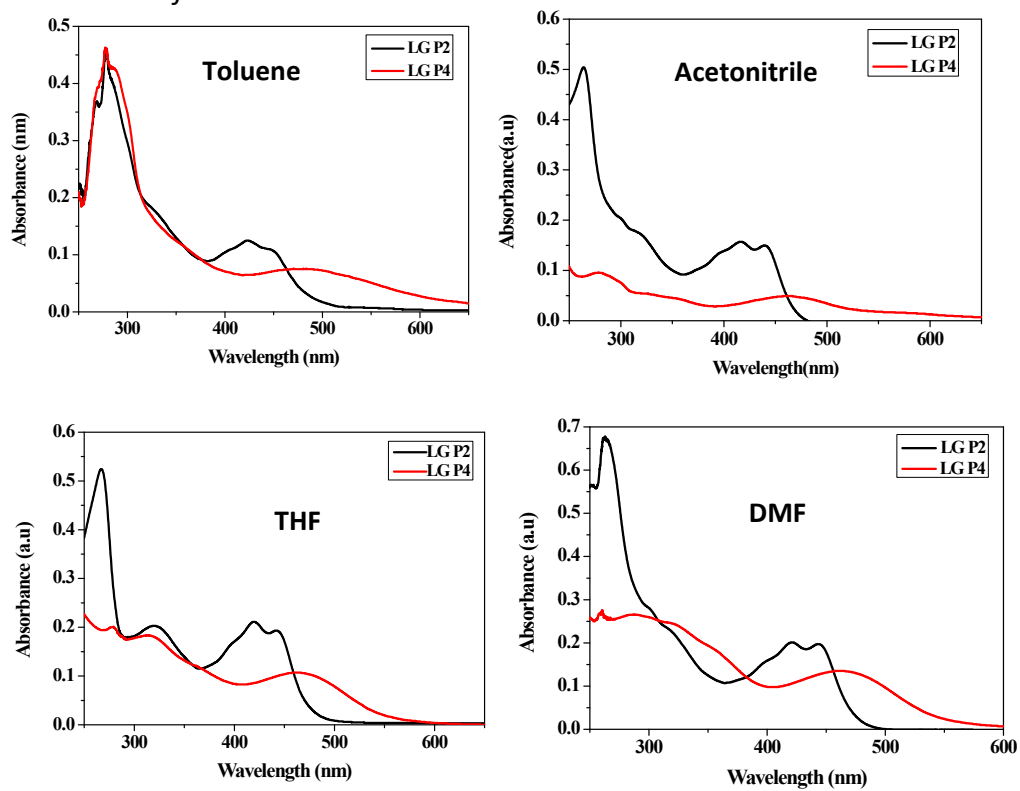 LG P2
LG P4
Toluene
Absorbance (nm)
0.5
0.4
0.3
0.2
0.1
0.0
300 400 500 600
Wavelength (nm)
LG P2
LG P4
Acetonitrile
Absorbance(a.u)
0.6
0.5
0.4
0.3
0.2
0.1
0.0
300 400 500 600
Wavelength(nm)
LG P2
LG P4
THF
Absorbance (a.u)
0.6
0.5
0.4
0.3
0.2
0.1
0.0
300 400 500 600
Wavelength (nm)
LG P2
LG P4
DMF
Absorbance (a.u)
0.7
0.6
0.5
0.4
0.3
0.2
0.1
0.0
300 400 500 600
Wavelength (nm)